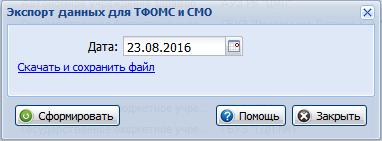 Экспорт данных для ТФОМС и СМО
Дата: 23.08.2016
Скачать и сохранить файл
Сформировать Помощь Закрыть